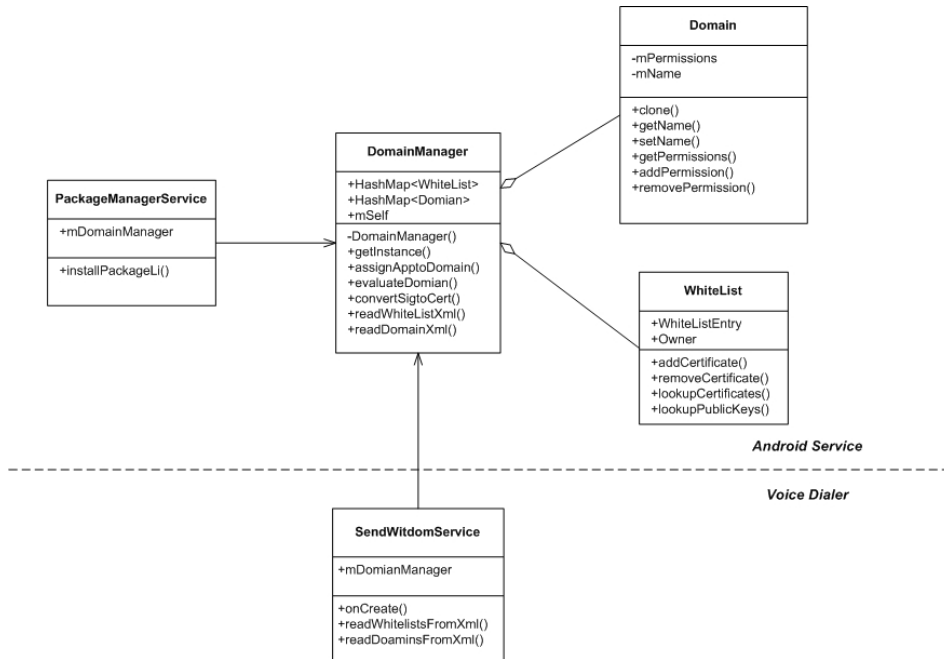 Domain
-mPermissions
-mName
+clone()
+getName()
+setName()
+getPermissions()
+addPermission()
+removePermission()
DomainManager
+HashMap<WhiteList>
+HashMap<Domian>
+mSelf
-DomainManager()
+getInstance()
+assignApptoDomain()
+evaluateDomian()
+convertSigtoCert()
+readWhiteListXml()
+readDomainXml()
PackageManagerService
+mDomainManager
+installPackageLi()
WhiteList
+WhiteListEntry
+Owner
+addCertificate()
+removeCertificate()
+lookupCertificates()
+lookupPublicKeys()
Android Service
Voice Dialer
SendWitdomService
+mDomianManager
+onCreate()
+readWhitelistsFromXml()
+readDoaminsFromXml()